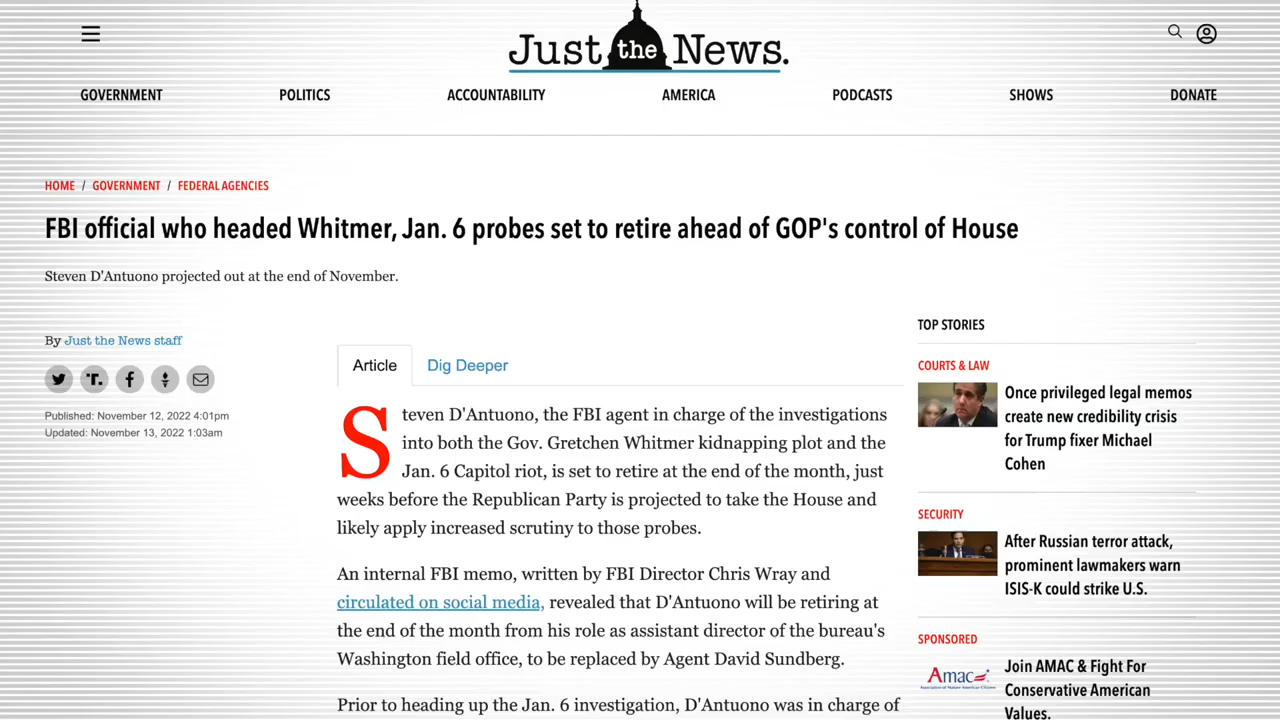 Just the News.
GOVERNMENT POLITICS ACCOUNTABILITY AMERICA PODCASTS SHOWS DONATE
HOME / GOVERNMENT / FEDERAL AGENCIES
FBI official who headed Whitmer, Jan. 6 probes set to retire ahead of GOP's control of House
Steven D'Antuono projected out at the end of November.
By Just the News staff
Published: November 12, 2022 4:01pm
Updated: November 13, 2022 1:03am
Article Dig Deeper
Steven D'Antuono, the FBI agent in charge of the investigations
into both the Gov. Gretchen Whitmer kidnapping plot and the
Jan. 6 Capitol riot, is set to retire at the end of the month, just
weeks before the Republican Party is projected to take the House and
likely apply increased scrutiny to those probes.
An internal FBI memo, written by FBI Director Chris Wray and
circulated on social media, revealed that D'Antuono will be retiring at
the end of the month from his role as assistant director of the bureau's
Washington field office, to be replaced by Agent David Sundberg.
Prior to heading up the Jan. 6 investigation, D'Antuono was in charge of
TOP STORIES
COURTS & LAW
Once privileged legal memos
create new credibility crisis
for Trump fixer Michael
Cohen
SECURITY
After Russian terror attack,
prominent lawmakers warn
ISIS-K could strike U.S.
SPONSORED
Amac
Association of Mature American Citizens
Join AMAC & Fight For
Conservative American
Values.